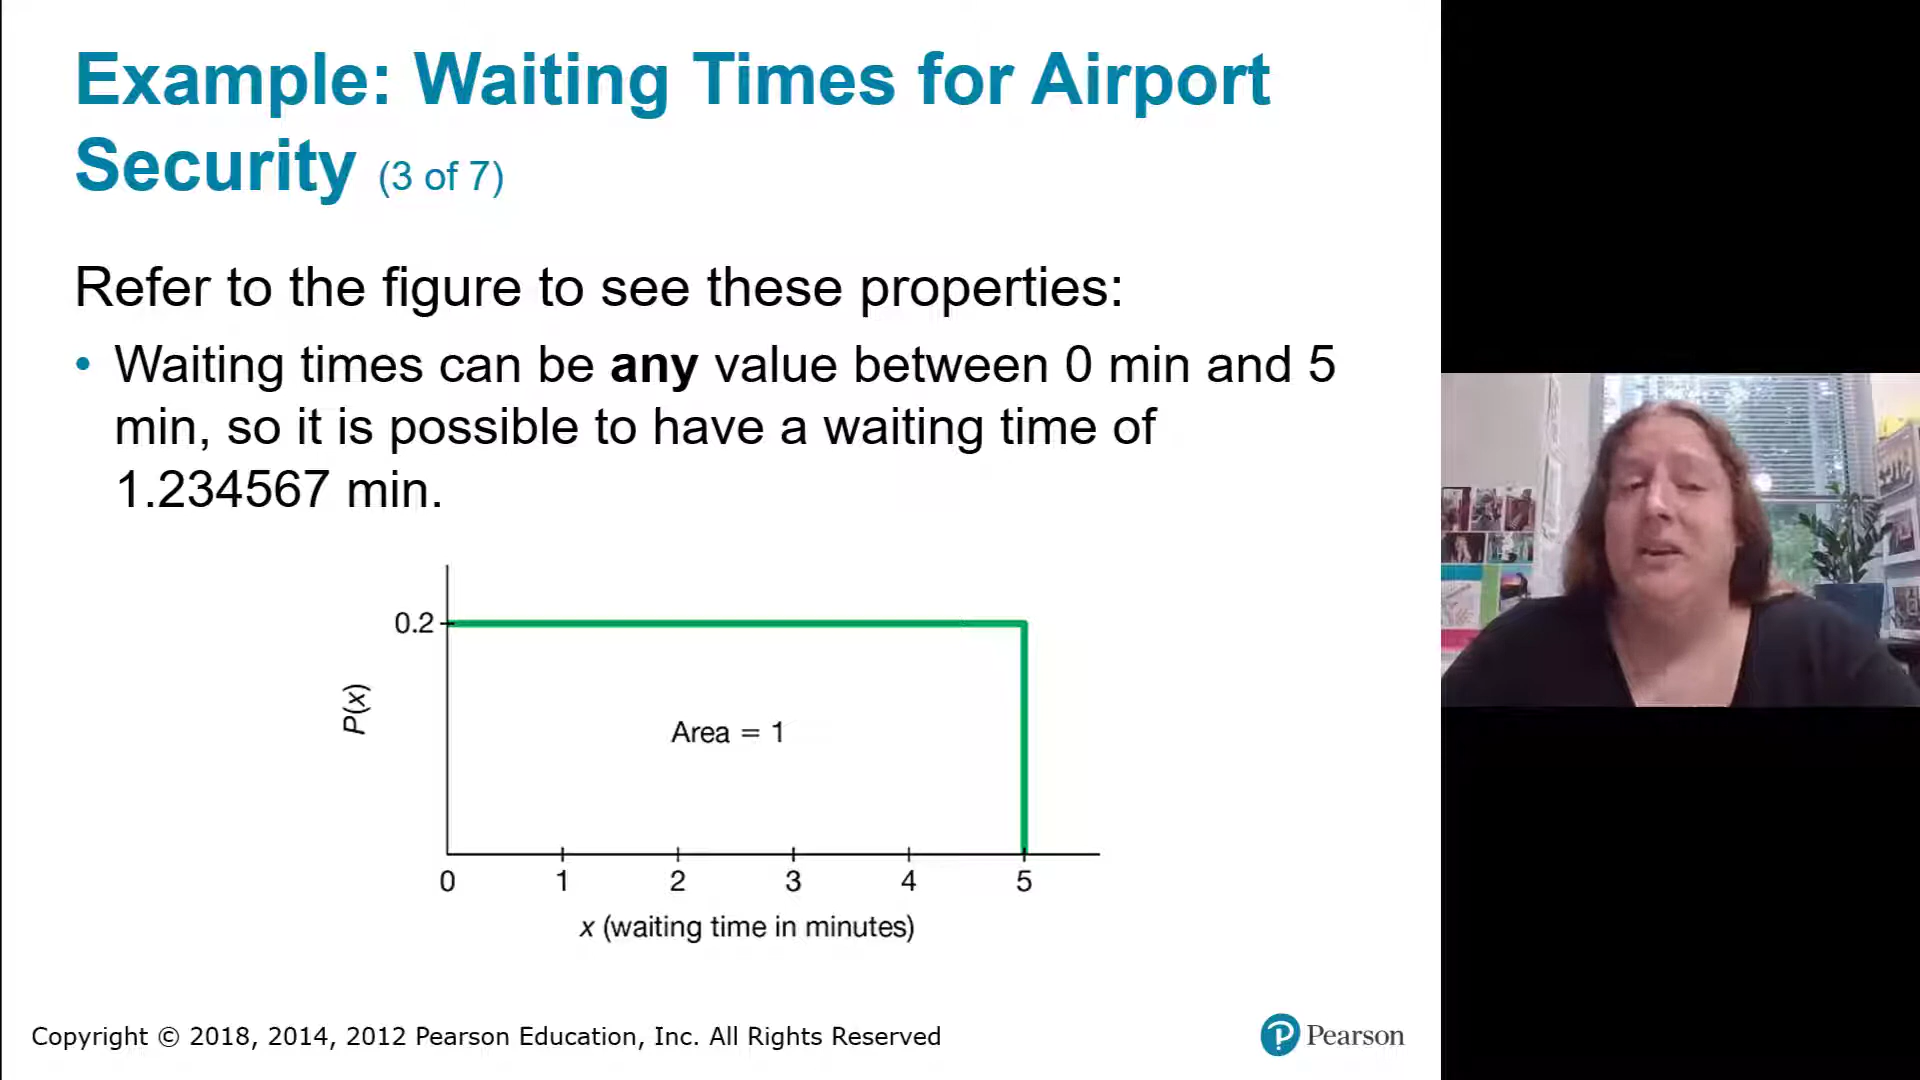 Example: Waiting Times for Airport
Security (3 of 7)
Refer to the figure to see these properties:
• Waiting times can be any value between 0 min and 5
min, so it is possible to have a waiting time of
1.234567 min.
0.2
P(x)
Area = 1
0 1 2 3 4 5
x (waiting time in minutes)
Copyright © 2018, 2014, 2012 Pearson Education, Inc. All Rights Reserved
P Pearson